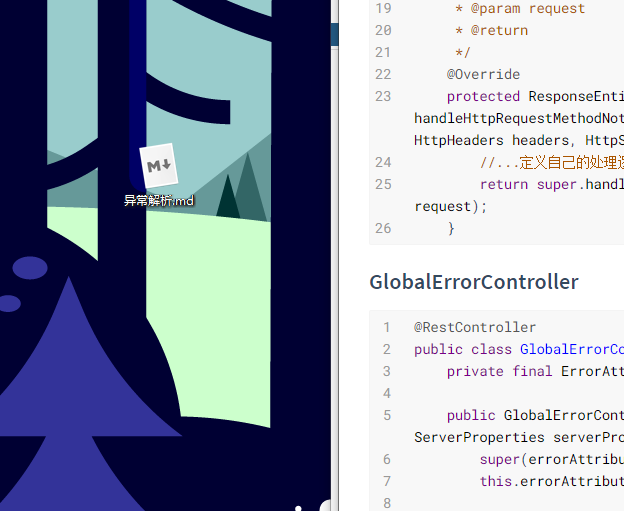 M↓
异常解析.md
19 * @param request
20 * @return
21 */
22 @Override
23 protected ResponseEnti
handleHttpRequestMethodNot
HttpHeaders headers, HttpS
24 //...定义自己的处理逻
25 return super.handl
request);
26 }
GlobalErrorController
1 @RestController
2 public class GlobalErrorCo
3 private final ErrorAtt
4
5 public GlobalErrorCont
ServerProperties serverPro
6 super(errorAttribu
7 this.errorAttribut
8